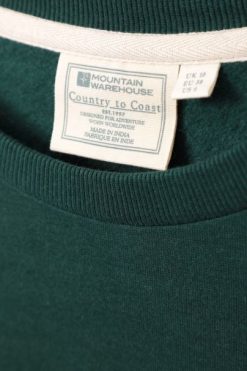 MOUNTAIN
WAREHOUSE
Country to Coast
EST.1997
DESIGNED FOR ADVENTURE
WORN WORLDWIDE
MADE IN INDIA
FABRIQUE EN INDE
UK 10
EU 38
US 6